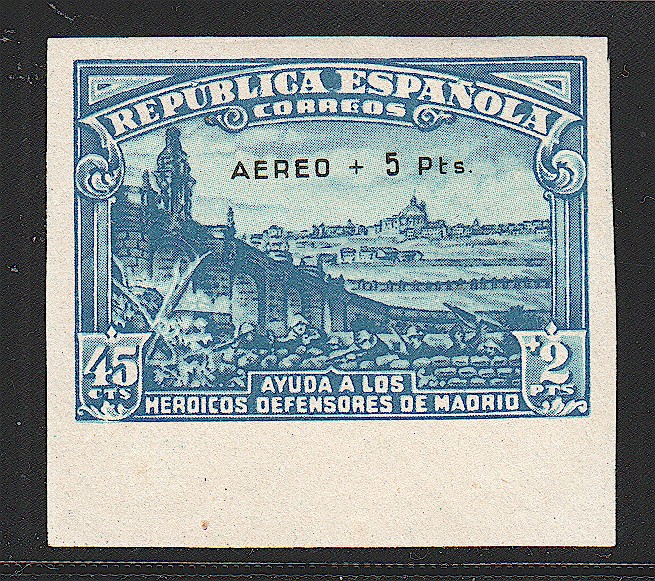 REPUBLICA ESPAÑOLA
CORREOS
AEREO + 5 Pts.
45
CTS
+2
PTS
AYUDA A LOS
HEROICOS DEFENSORES DE MADRID